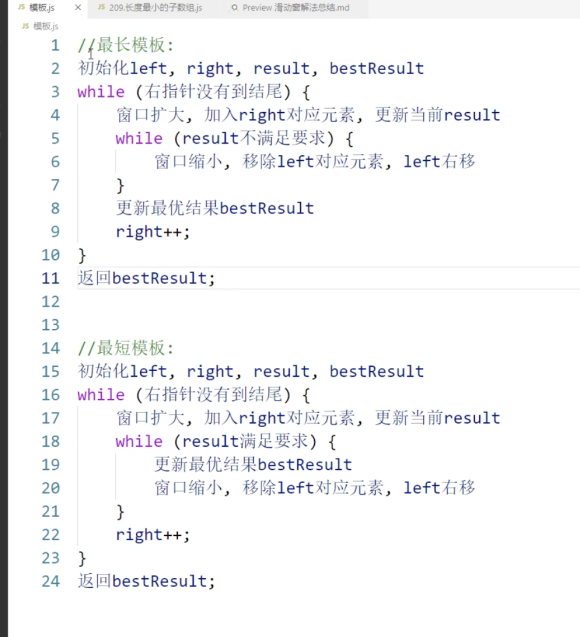 JS 模板.js × JS 209.长度最小的子数组.js Preview 滑动窗解法总结.md
JS 模板.js
1 //最长模板:
2 初始化left, right, result, bestResult
3 while (右指针没有到结尾) {
4 窗口扩大, 加入right对应元素, 更新当前result
5 while (result不满足要求) {
6 窗口缩小, 移除left对应元素, left右移
7 }
8 更新最优结果bestResult
9 right++;
10 }
11 返回bestResult;
12
13
14 //最短模板:
15 初始化left, right, result, bestResult
16 while (右指针没有到结尾) {
17 窗口扩大, 加入right对应元素, 更新当前result
18 while (result满足要求) {
19 更新最优结果bestResult
20 窗口缩小, 移除left对应元素, left右移
21 }
22 right++;
23 }
24 返回bestResult;